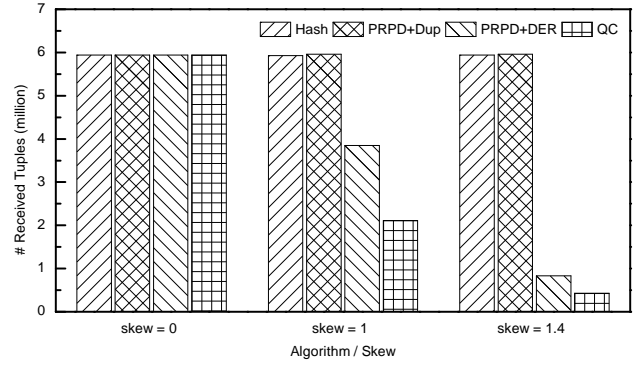 7
Hash PRPD+Dup PRPD+DER QC
6
5
4
3
2
1
0
# Received Tuples (million)
skew = 0 skew = 1 skew = 1.4
Algorithm / Skew